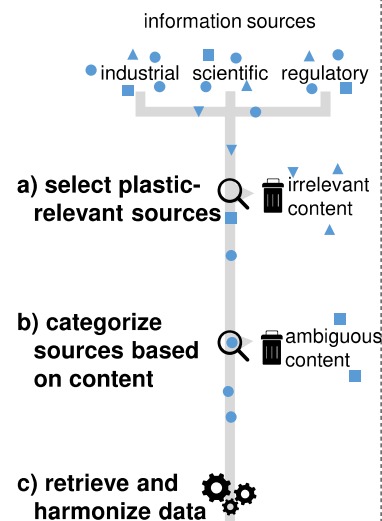 information sources
industrial scientific regulatory
a) select plastic-
relevant sources
irrelevant
content
b) categorize
sources based
on content
ambiguous
content
c) retrieve and
harmonize data